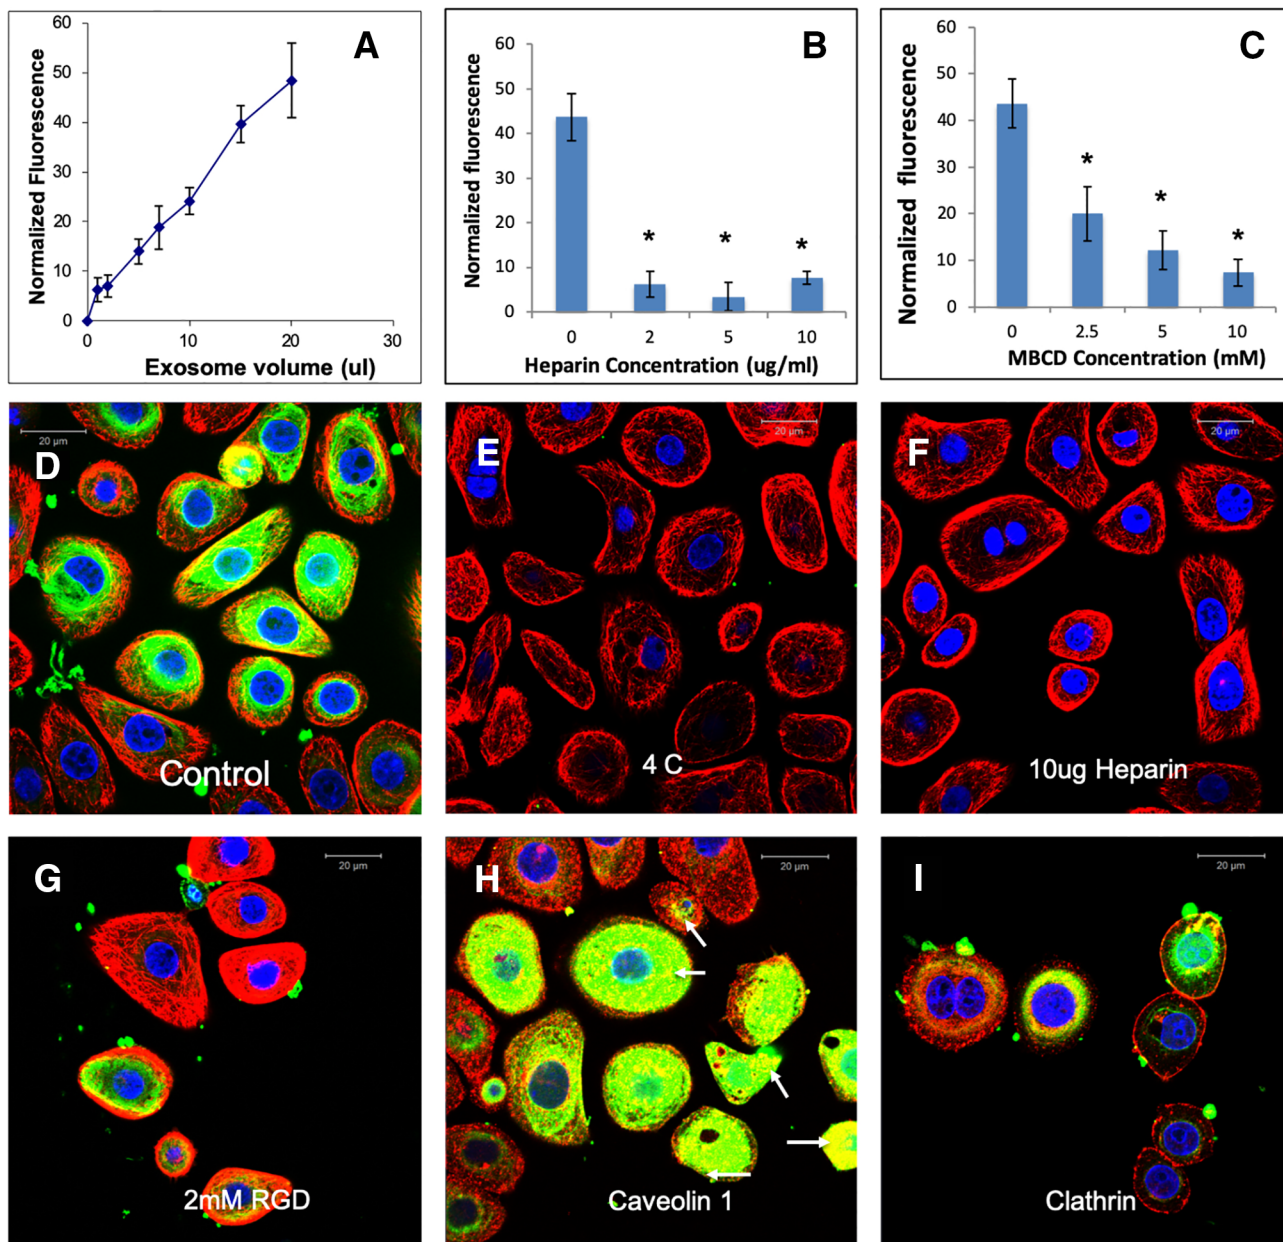 A
60
50
40
30
20
10
0
0 10 20 30
Normalized Fluorescence
Exosome volume (ul)
B
60
50
40
30
20
10
0
* * *
0 2 5 10
Normalized fluorescence
Heparin Concentration (ug/ml)
C
60
50
40
30
20
10
0
* * *
0 2.5 5 10
Normalized fluorescence
MBCD Concentration (mM)
20 µm
D
Control
20 µm
E
4 C
20 µm
F
10ug Heparin
G
20 µm
2mM RGD
H
20 µm
Caveolin 1
I
20 µm
Clathrin